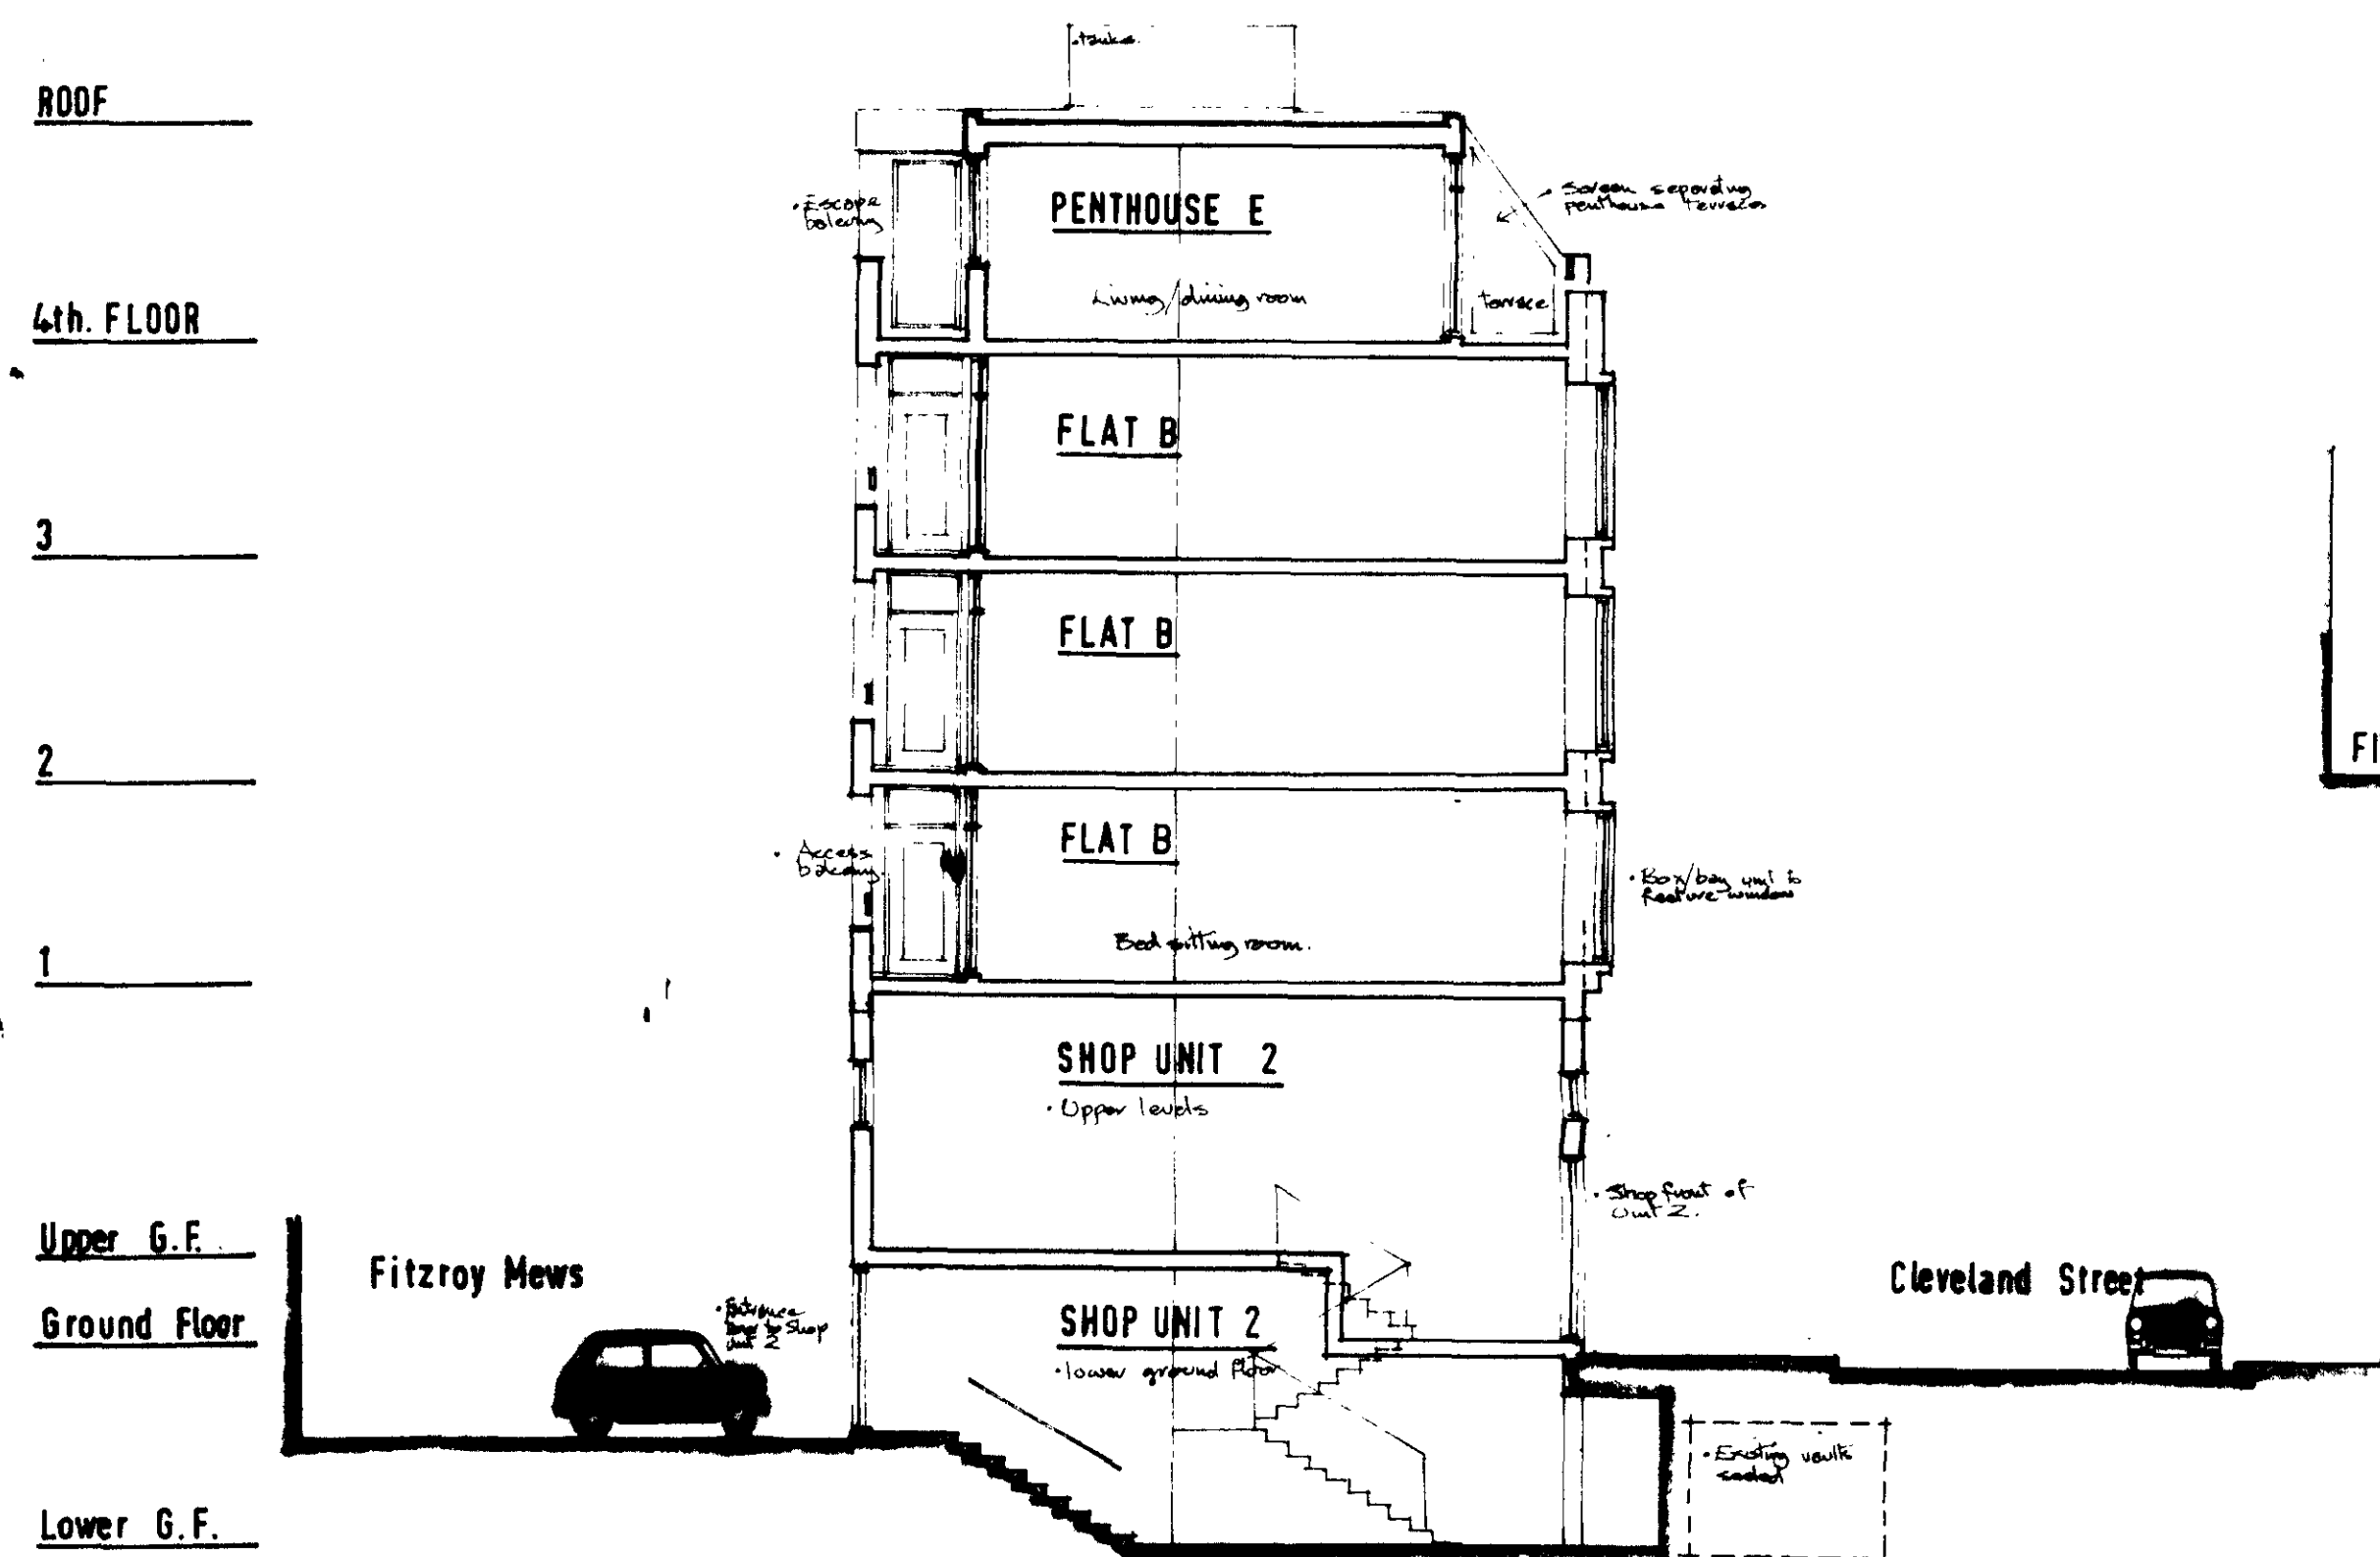 tanks.
ROOF
• Escape
balcony
PENTHOUSE E
• Screen separating
penthouse terraces
Living/dining room
terrace
4th. FLOOR
FLAT B
3
FLAT B
2
FLAT B
• Access
balcony.
• Box/bay unit to
feature window
Bed sitting room.
1
SHOP UNIT 2
• Upper levels
• Shop front of
Unit 2.
Upper G.F.
Fitzroy Mews
Cleveland Street
• Entrance
door to Shop
Unit 2
Ground Floor
SHOP UNIT 2
• lower ground floor
• Existing vaults
sealed
Lower G.F.